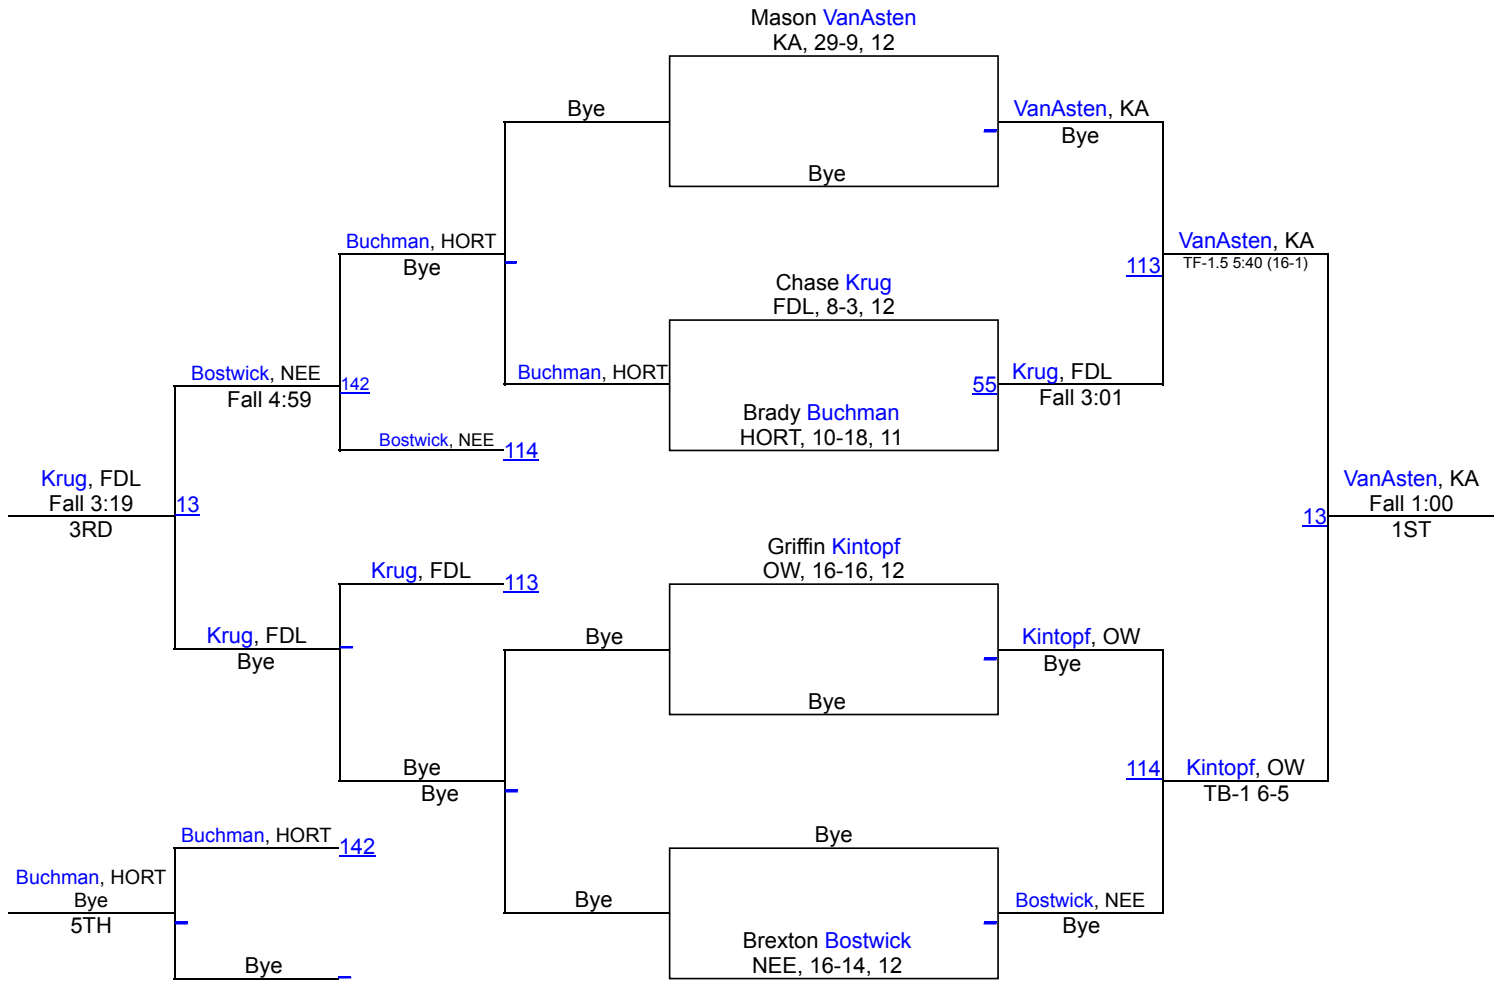 Mason VanAsten
KA, 29-9, 12
Bye
VanAsten, KA
Bye
Bye
Buchman, HORT
Bye
VanAsten, KA
TF-1.5 5:40 (16-1)
113
Chase Krug
FDL, 8-3, 12
Bostwick, NEE
Fall 4:59
142
Buchman, HORT
55
Krug, FDL
Fall 3:01
Brady Buchman
HORT, 10-18, 11
Bostwick, NEE
114
Krug, FDL
Fall 3:19
3RD
13
VanAsten, KA
Fall 1:00
1ST
13
Griffin Kintopf
OW, 16-16, 12
Krug, FDL
113
Krug, FDL
Bye
Bye
Kintopf, OW
Bye
Bye
Bye
Bye
114
Kintopf, OW
TB-1 6-5
Buchman, HORT
142
Bye
Buchman, HORT
Bye
5TH
Bye
Bostwick, NEE
Bye
Brexton Bostwick
NEE, 16-14, 12
Bye